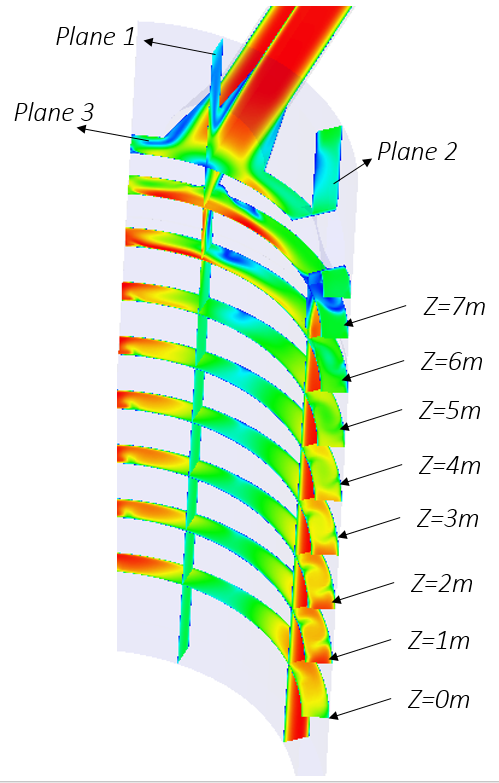 Plane 1
Plane 3
Plane 2
Z=7m
Z=6m
Z=5m
Z=4m
Z=3m
Z=2m
Z=1m
Z=0m